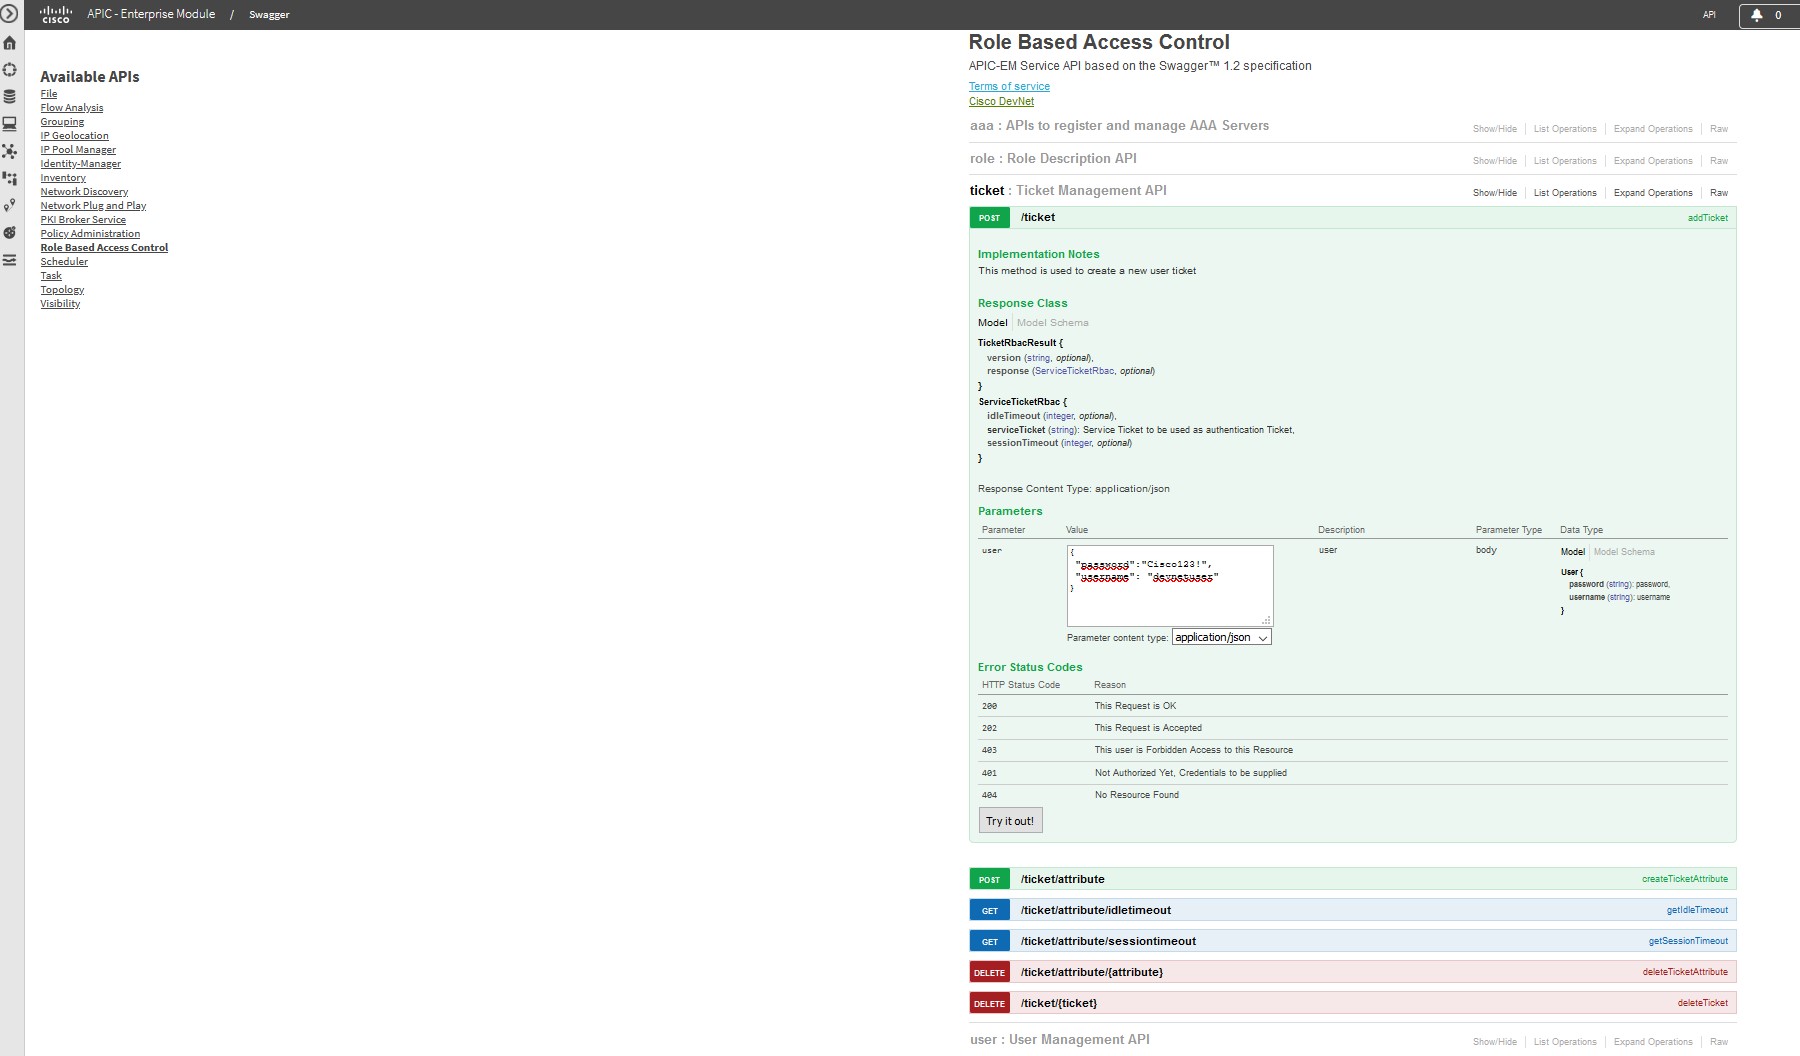 cisco APIC - Enterprise Module / Swagger API 0
Available APIs
File
Flow Analysis
Grouping
IP Geolocation
IP Pool Manager
Identity-Manager
Inventory
Network Discovery
Network Plug and Play
PKI Broker Service
Policy Administration
Role Based Access Control
Scheduler
Task
Topology
Visibility
Role Based Access Control
APIC-EM Service API based on the Swagger™ 1.2 specification
Terms of service
Cisco DevNet
aaa : APIs to register and manage AAA Servers Show/Hide List Operations Expand Operations Raw
role : Role Description API Show/Hide List Operations Expand Operations Raw
ticket : Ticket Management API Show/Hide List Operations Expand Operations Raw
POST /ticket addTicket
Implementation Notes
This method is used to create a new user ticket
Response Class
Model Model Schema
TicketRbacResult {
version (string, optional),
response (ServiceTicketRbac, optional)
}
ServiceTicketRbac {
idleTimeout (integer, optional),
serviceTicket (string): Service Ticket to be used as authentication Ticket,
sessionTimeout (integer, optional)
}
Response Content Type: application/json
Parameters
Parameter Value Description Parameter Type Data Type
user
{
"password":"Cisco123!",
"username": "devnetuser"
}
Parameter content type: application/json
user
body
Model Model Schema
User {
password (string): password,
username (string): username
}
Error Status Codes
HTTP Status Code Reason
200 This Request is OK
202 This Request is Accepted
403 This user is Forbidden Access to this Resource
401 Not Authorized Yet, Credentials to be supplied
404 No Resource Found
Try it out!
POST /ticket/attribute createTicketAttribute
GET /ticket/attribute/idletimeout getIdleTimeout
GET /ticket/attribute/sessiontimeout getSessionTimeout
DELETE /ticket/attribute/{attribute} deleteTicketAttribute
DELETE /ticket/{ticket} deleteTicket
user : User Management API Show/Hide List Operations Expand Operations Raw